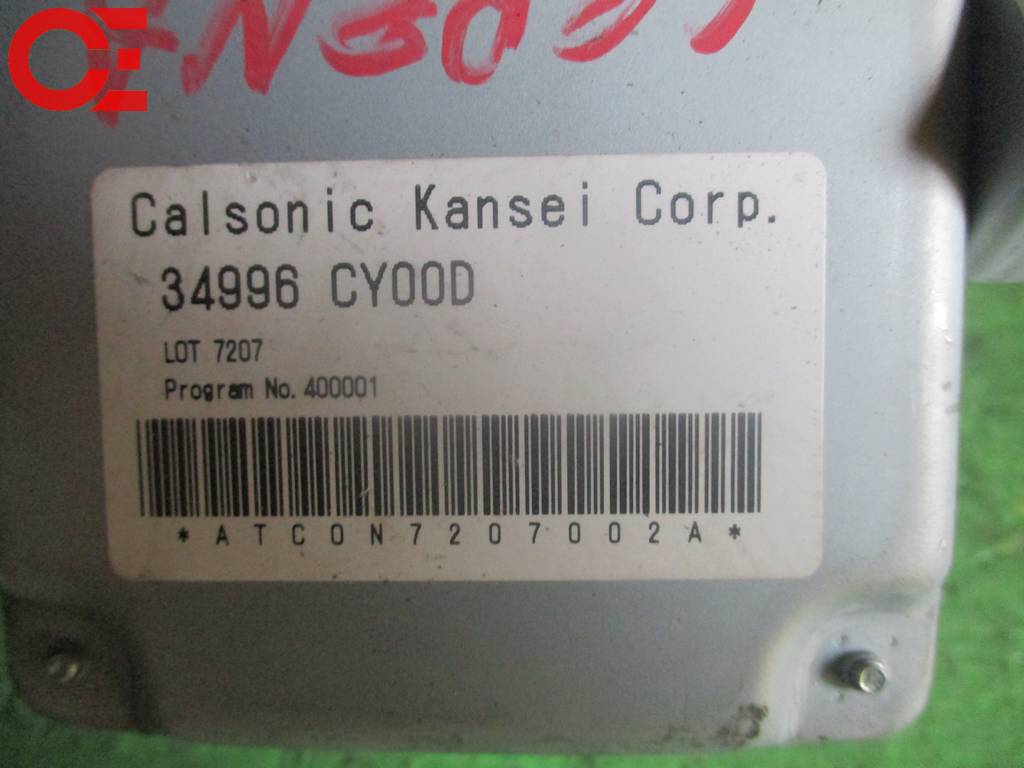 Calsonic Kansei Corp.
34996 CY00D
LOT 7207
Program No. 400001
*ATCON7207002A*